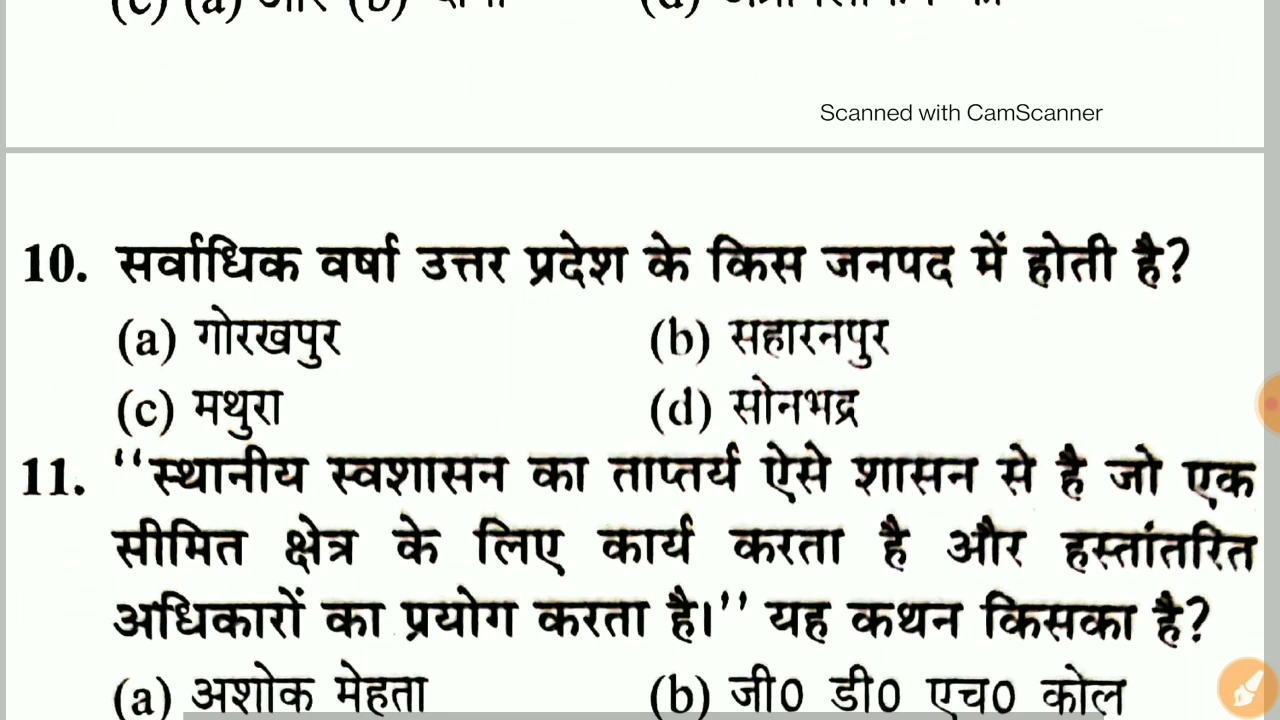 (c) (a) और (b) दोनों (d)
Scanned with CamScanner
10. सर्वाधिक वर्षा उत्तर प्रदेश के किस जनपद में होती है?
(a) गोरखपुर (b) सहारनपुर
(c) मथुरा (d) सोनभद्र
11. ‘‘स्थानीय स्वशासन का ताप्तर्य ऐसे शासन से है जो एक
सीमित क्षेत्र के लिए कार्य करता है और हस्तांतरित
अधिकारों का प्रयोग करता है।’’ यह कथन किसका है?
(a) अशोक मेहता (b) जी0 डी0 एच0 कोल